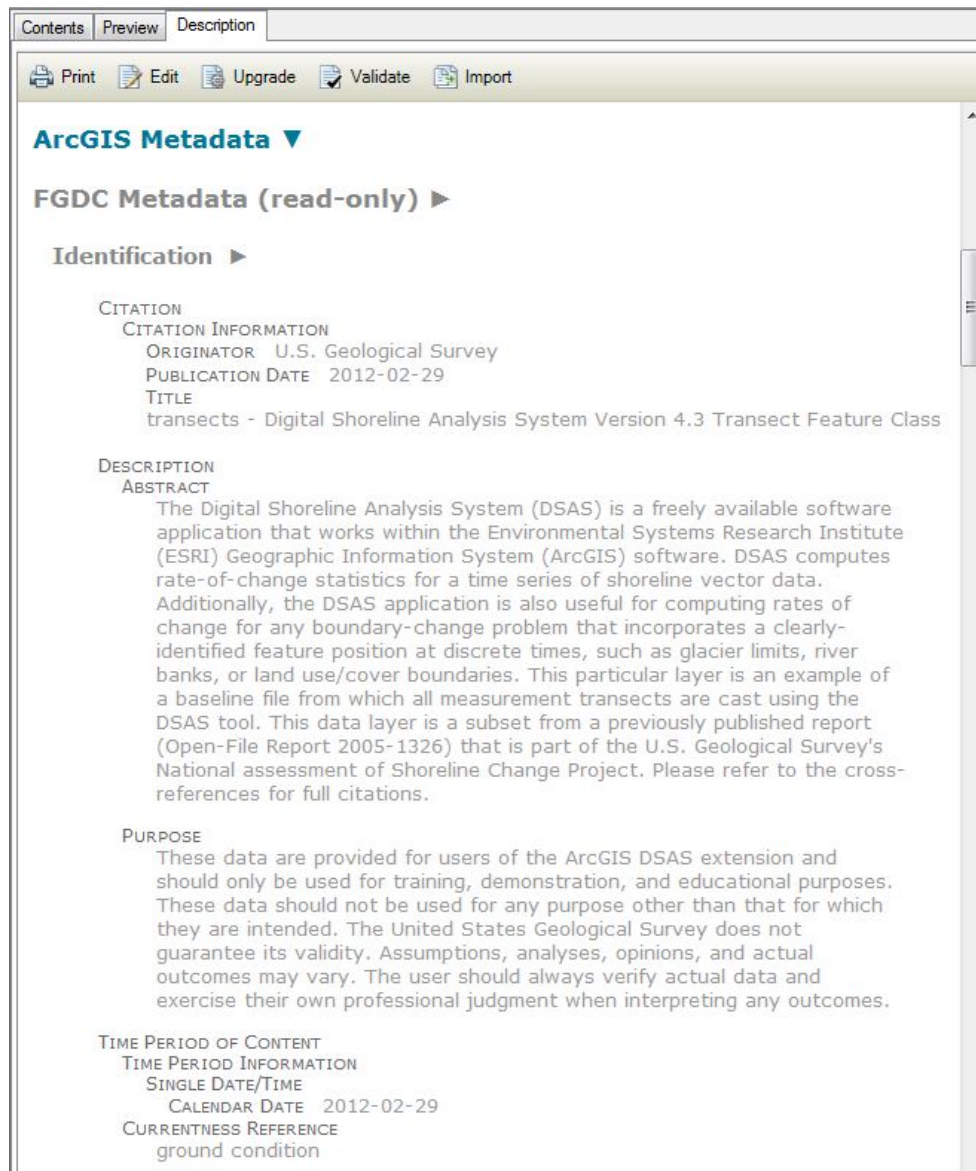 Contents Preview Description
Print Edit Upgrade Validate Import
ArcGIS Metadata ▼
FGDC Metadata (read-only) ►
Identification ►
CITATION
CITATION INFORMATION
ORIGINATOR U.S. Geological Survey
PUBLICATION DATE 2012-02-29
TITLE
transects - Digital Shoreline Analysis System Version 4.3 Transect Feature Class
DESCRIPTION
ABSTRACT
The Digital Shoreline Analysis System (DSAS) is a freely available software
application that works within the Environmental Systems Research Institute
(ESRI) Geographic Information System (ArcGIS) software. DSAS computes
rate-of-change statistics for a time series of shoreline vector data.
Additionally, the DSAS application is also useful for computing rates of
change for any boundary-change problem that incorporates a clearly-
identified feature position at discrete times, such as glacier limits, river
banks, or land use/cover boundaries. This particular layer is an example of
a baseline file from which all measurement transects are cast using the
DSAS tool. This data layer is a subset from a previously published report
(Open-File Report 2005-1326) that is part of the U.S. Geological Survey's
National assessment of Shoreline Change Project. Please refer to the cross-
references for full citations.
PURPOSE
These data are provided for users of the ArcGIS DSAS extension and
should only be used for training, demonstration, and educational purposes.
These data should not be used for any purpose other than that for which
they are intended. The United States Geological Survey does not
guarantee its validity. Assumptions, analyses, opinions, and actual
outcomes may vary. The user should always verify actual data and
exercise their own professional judgment when interpreting any outcomes.
TIME PERIOD OF CONTENT
TIME PERIOD INFORMATION
SINGLE DATE/TIME
CALENDAR DATE 2012-02-29
CURRENTNESS REFERENCE
ground condition